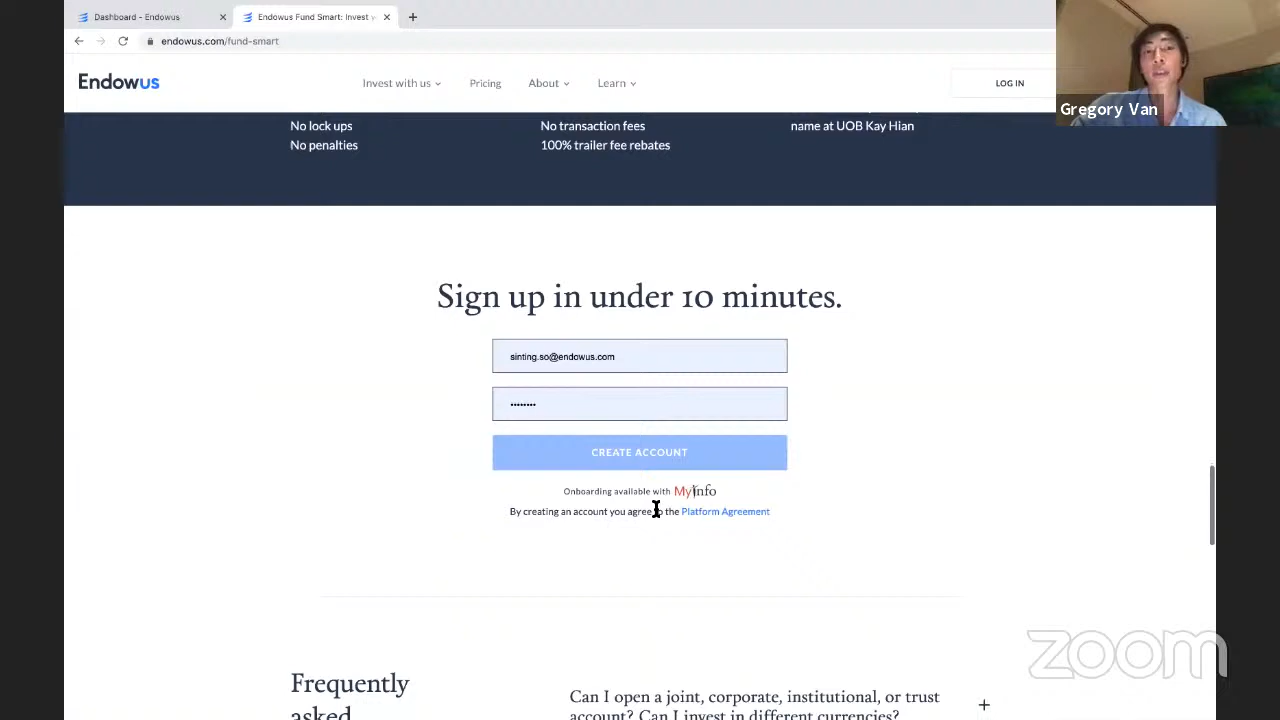 Dashboard - Endowus
Endowus Fund Smart: Invest
endowus.com/fund-smart
Endowus
Invest with us
Pricing
About
Learn
LOG IN
Gregory Van
No lock ups
No transaction fees
name at UOB Kay Hian
No penalties
100% trailer fee rebates
Sign up in under 10 minutes.
sinting.so@endowus.com
••••••••
CREATE ACCOUNT
Onboarding available with MyInfo
By creating an account you agree to the Platform Agreement
Frequently
asked
Can I open a joint, corporate, institutional, or trust
account? Can I invest in different currencies?
zoom